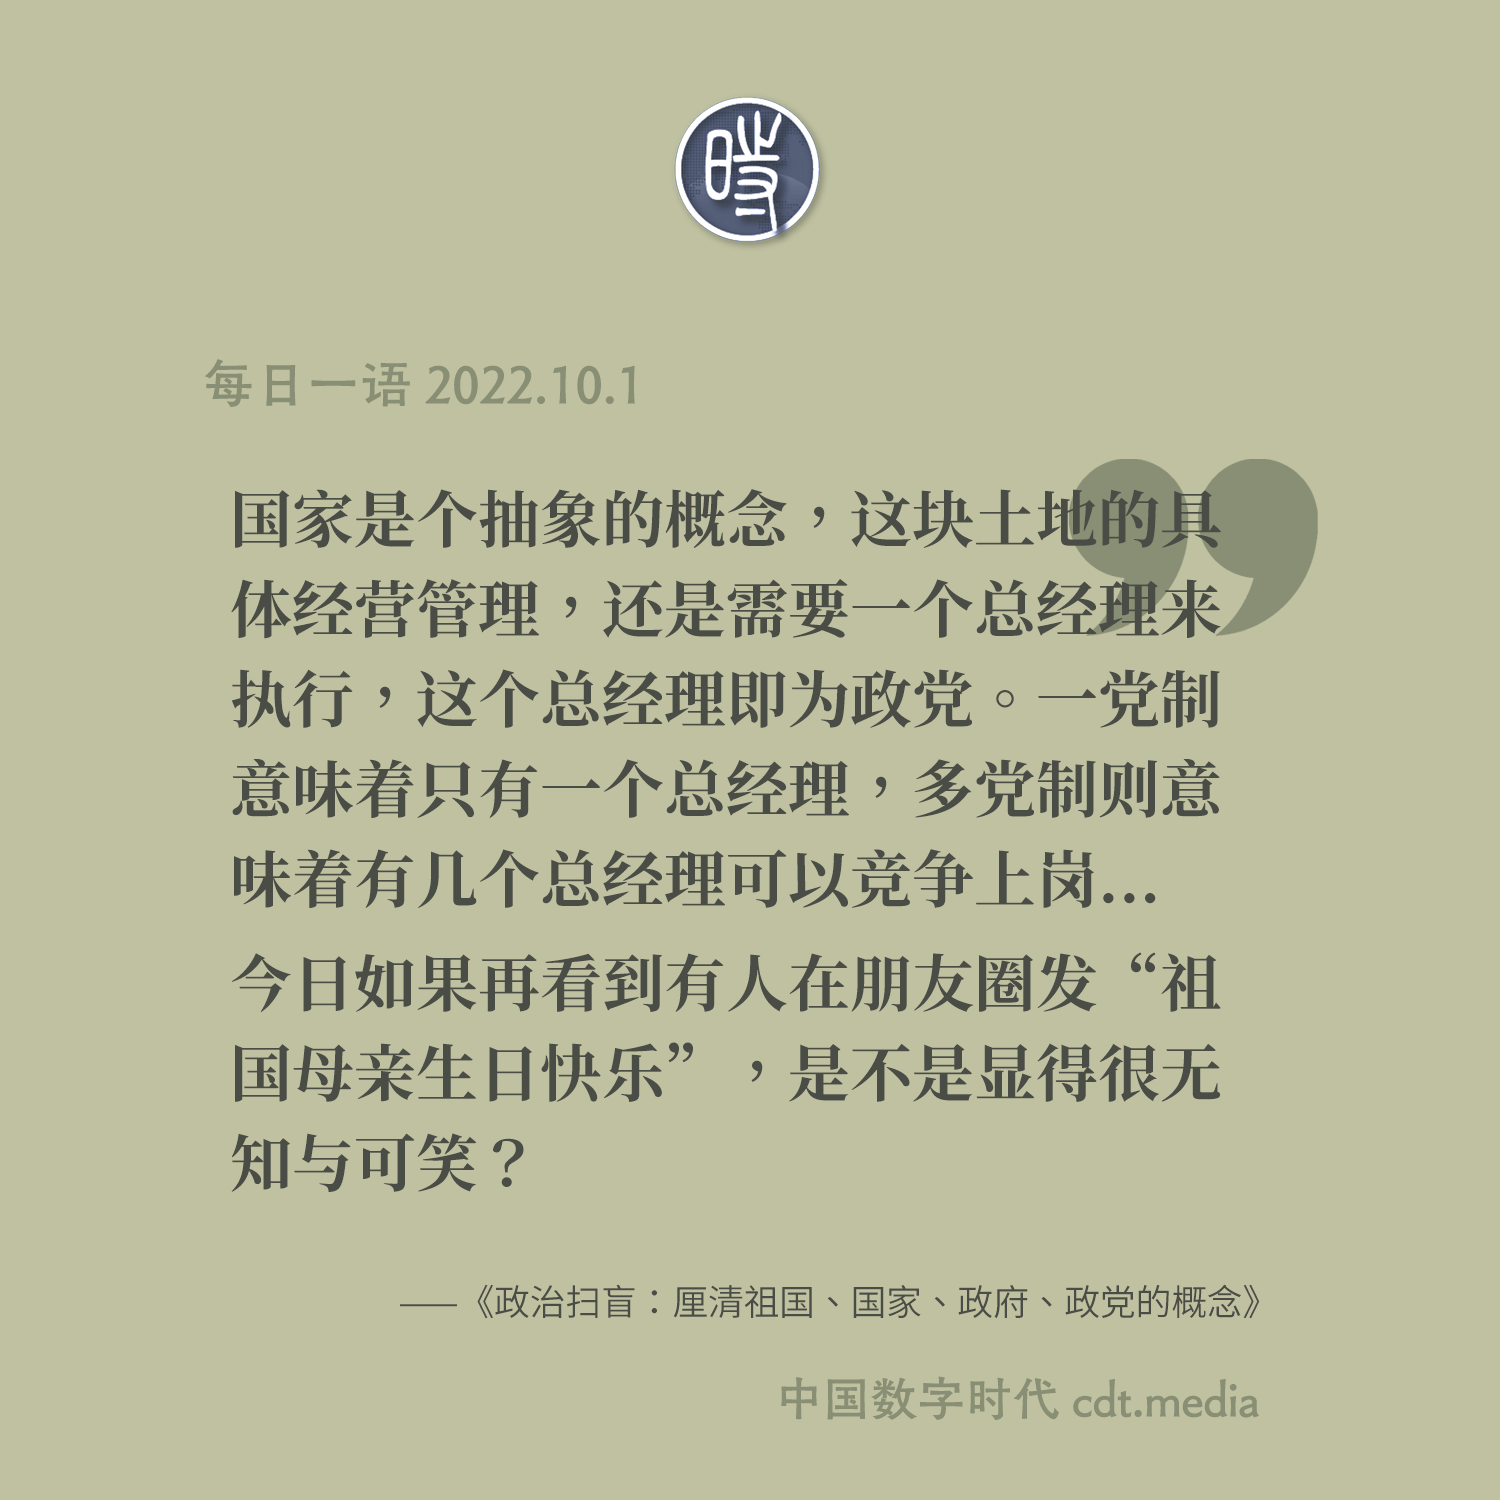 時
每日一语 2022.10.1
国家是个抽象的概念，这块土地的具
体经营管理，还是需要一个总经理来
执行，这个总经理即为政党。一党制
意味着只有一个总经理，多党制则意
味着有几个总经理可以竞争上岗...
今日如果再看到有人在朋友圈发“祖
国母亲生日快乐”，是不是显得很无
知与可笑？
——《政治扫盲：厘清祖国、国家、政府、政党的概念》
中国数字时代 cdt.media